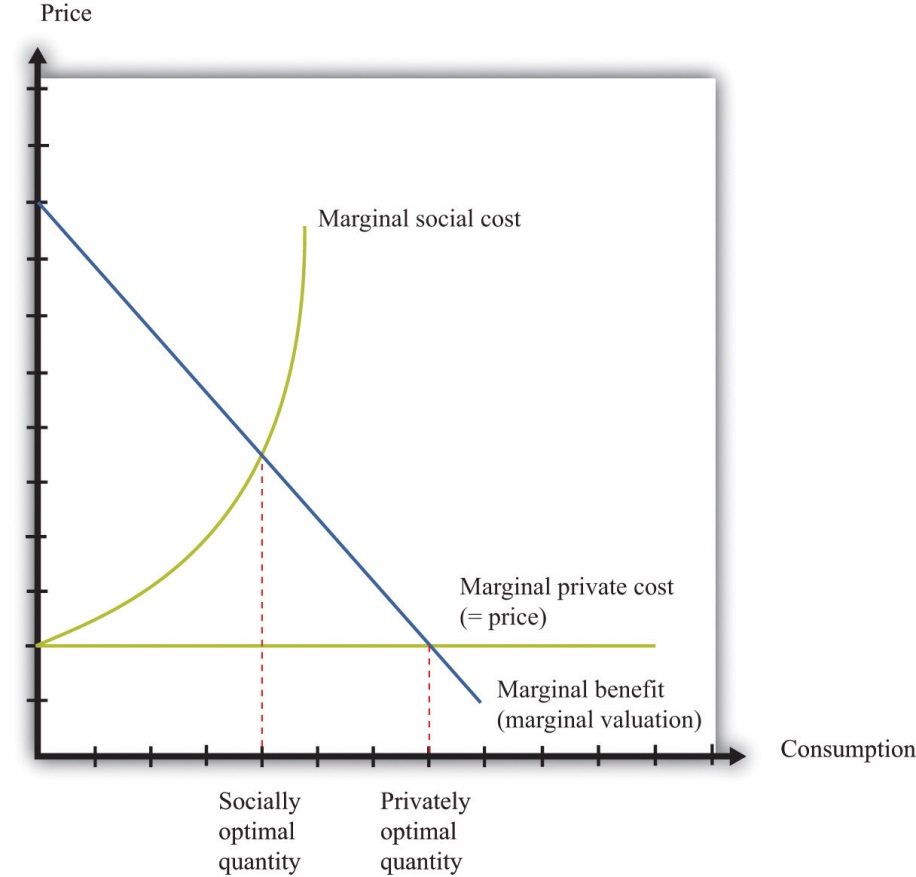 Price
Marginal social cost
Marginal private cost
(= price)
Marginal benefit
(marginal valuation)
Consumption
Socially
optimal
quantity
Privately
optimal
quantity